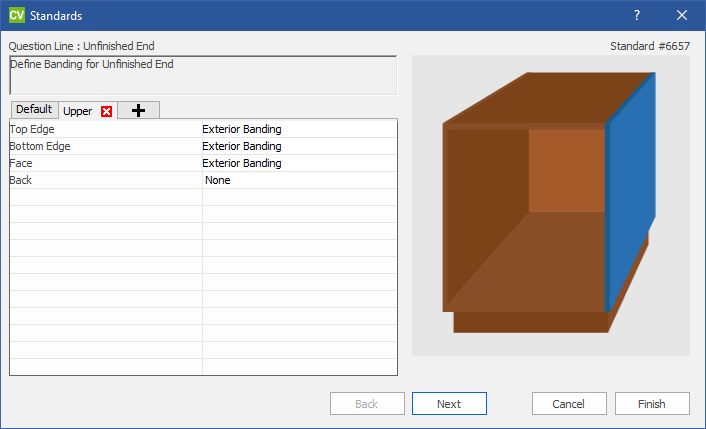 CV Standards ?
Question Line : Unfinished End Standard #6657
Define Banding for Unfinished End
Default Upper
Top Edge Exterior Banding
Bottom Edge Exterior Banding
Face Exterior Banding
Back None
Back Next Cancel Finish